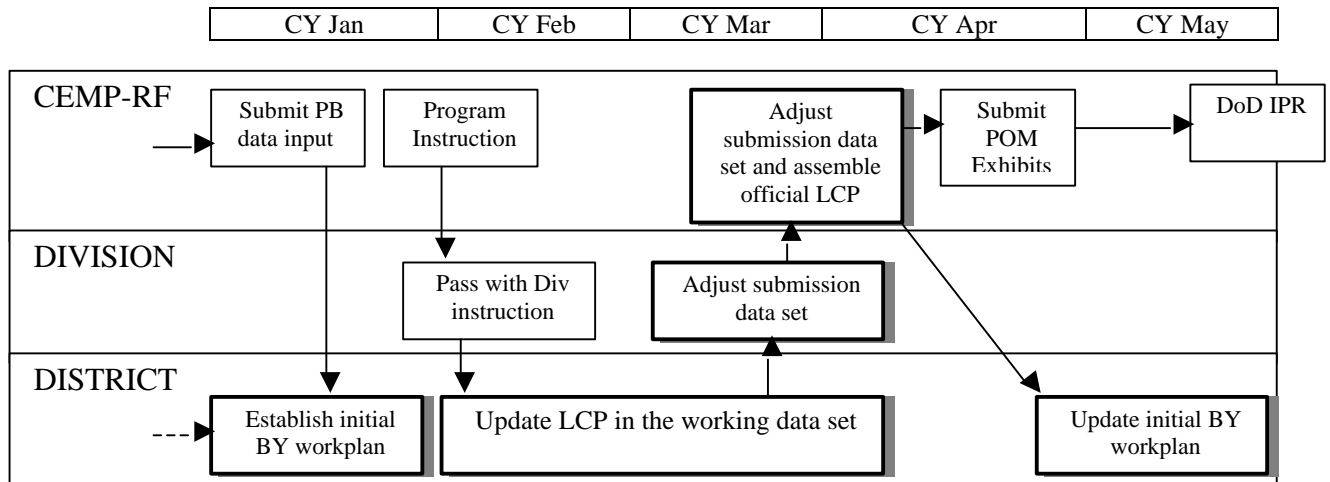 CY Jan
CY Feb
CY Mar
CY Apr
CY May
CEMP-RF
Submit PB
data input
Program
Instruction
Adjust
submission data
set and assemble
official LCP
Submit
POM
Exhibits
DoD IPR
DIVISION
Pass with Div
instruction
Adjust submission
data set
DISTRICT
Establish initial
BY workplan
Update LCP in the working data set
Update initial BY
workplan